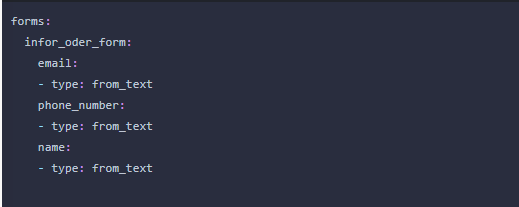 forms:
  infor_oder_form:
    email:
    - type: from_text
    phone_number:
    - type: from_text
    name:
    - type: from_text